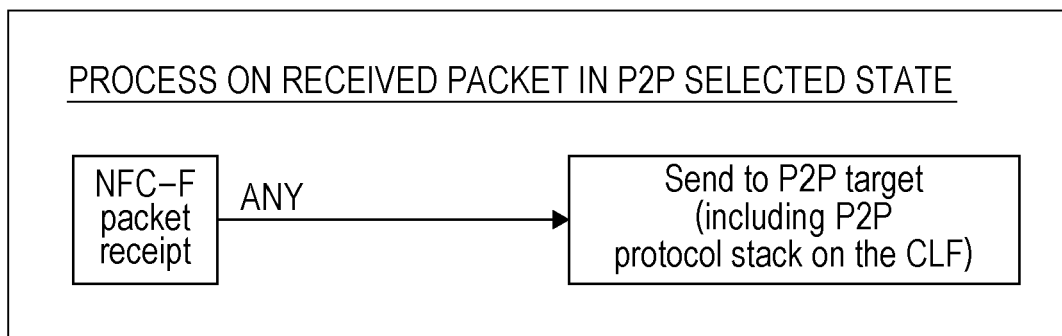 PROCESS ON RECEIVED PACKET IN P2P SELECTED STATE
NFC–F
packet
receipt
ANY
Send to P2P target
(including P2P
protocol stack on the CLF)